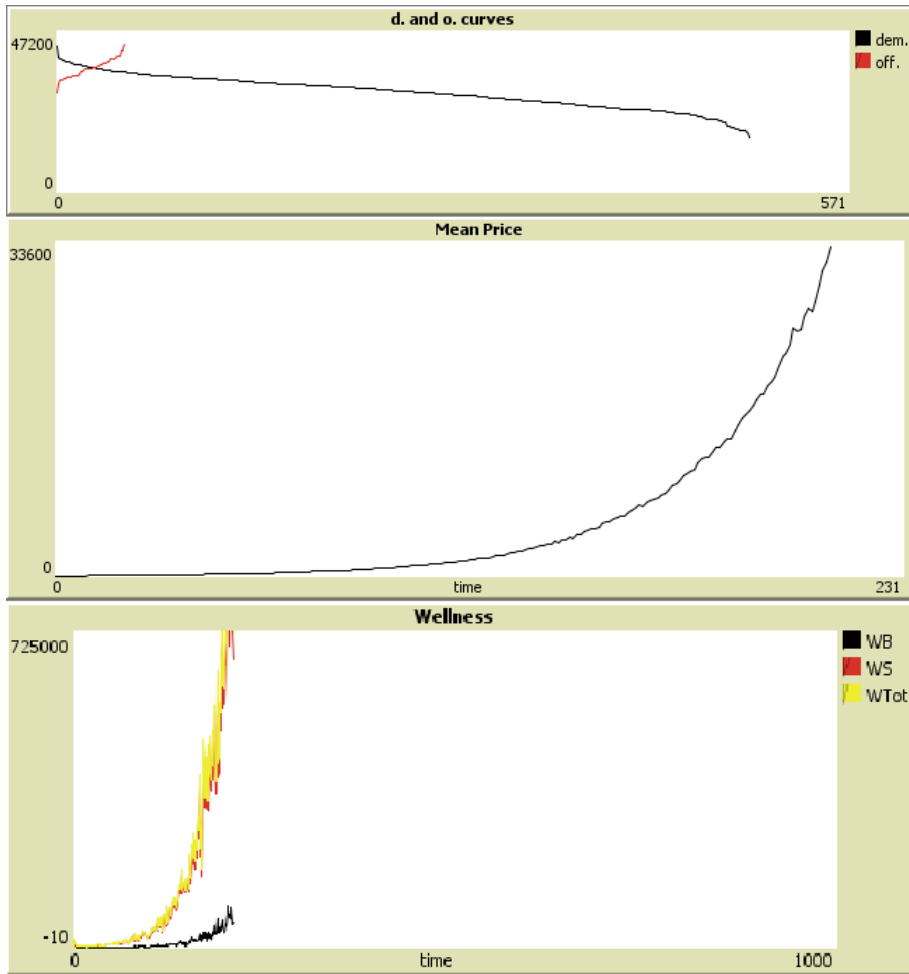 d. and o. curves
47200
0
0
571
dem.
off.
Mean Price
33600
0
0
time
231
Wellness
725000
-10
0
time
1000
WB
WS
WTot